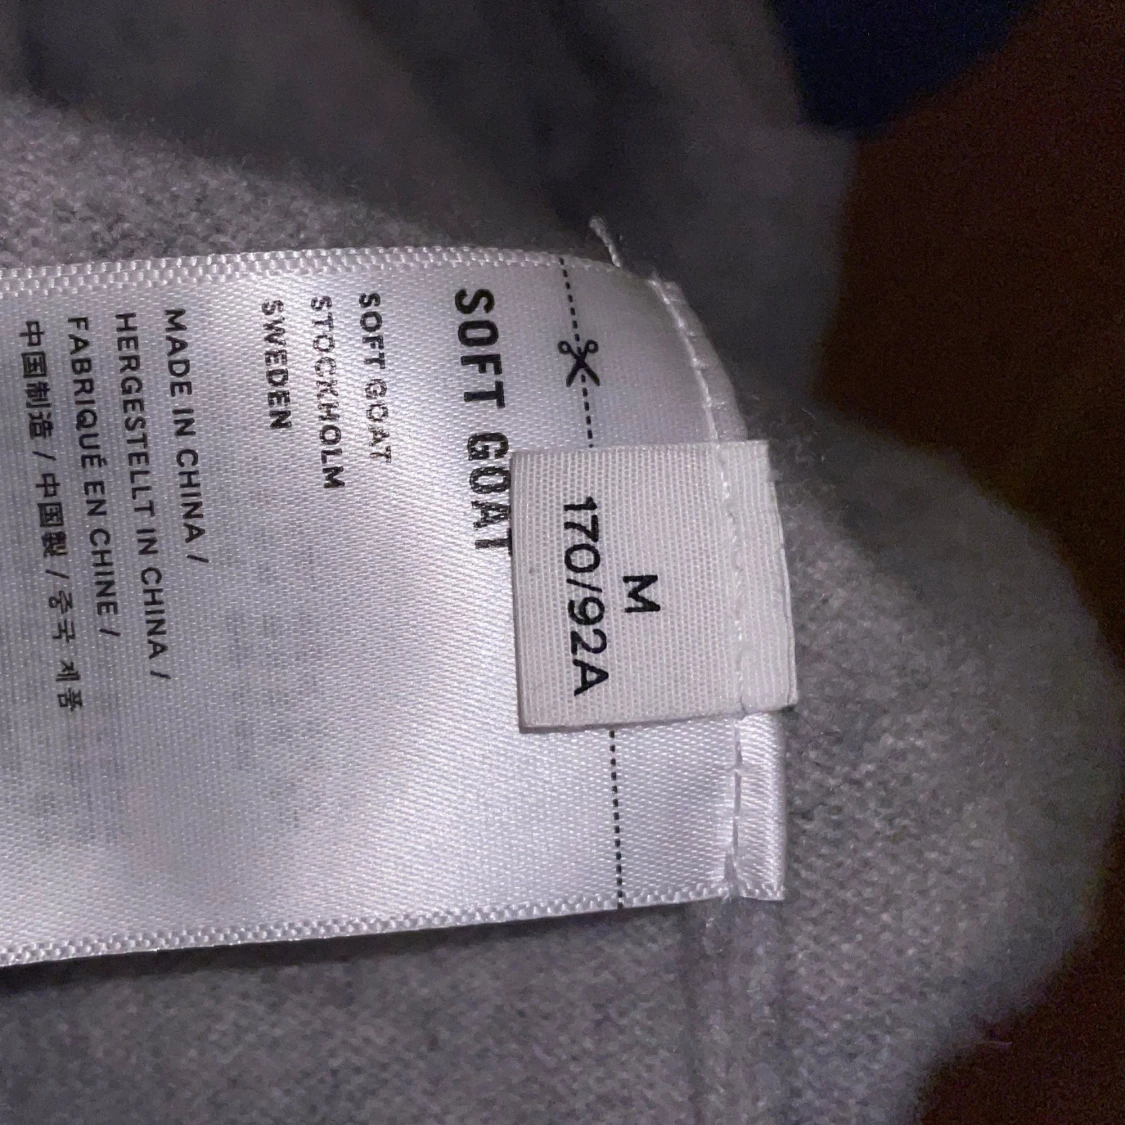 M
170/92A
SOFT GOAT
SOFT GOAT
STOCKHOLM
SWEDEN
MADE IN CHINA /
HERGESTELLT IN CHINA /
FABRIQUÉ EN CHINE /
中国制造 / 中国製 / 중국 제품